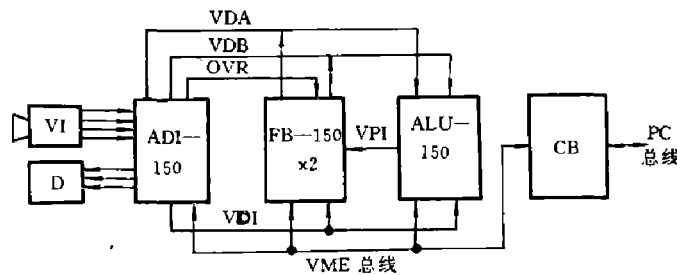 VDA
VDB
OVR
VI
ADI—
150
D
FB—150
x2
VPI
ALU—
150
CB
PC
总线
VDI
VME 总线